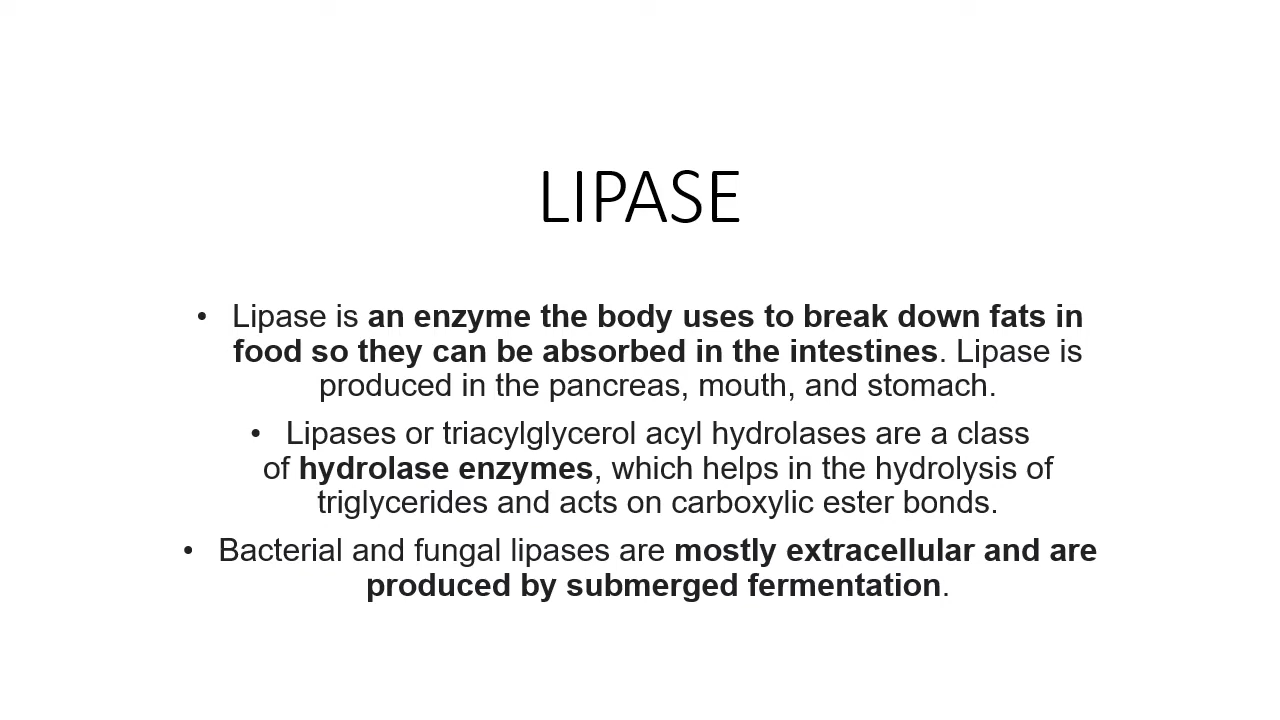 LIPASE
• Lipase is an enzyme the body uses to break down fats in
food so they can be absorbed in the intestines. Lipase is
produced in the pancreas, mouth, and stomach.
• Lipases or triacylglycerol acyl hydrolases are a class
of hydrolase enzymes, which helps in the hydrolysis of
triglycerides and acts on carboxylic ester bonds.
• Bacterial and fungal lipases are mostly extracellular and are
produced by submerged fermentation.